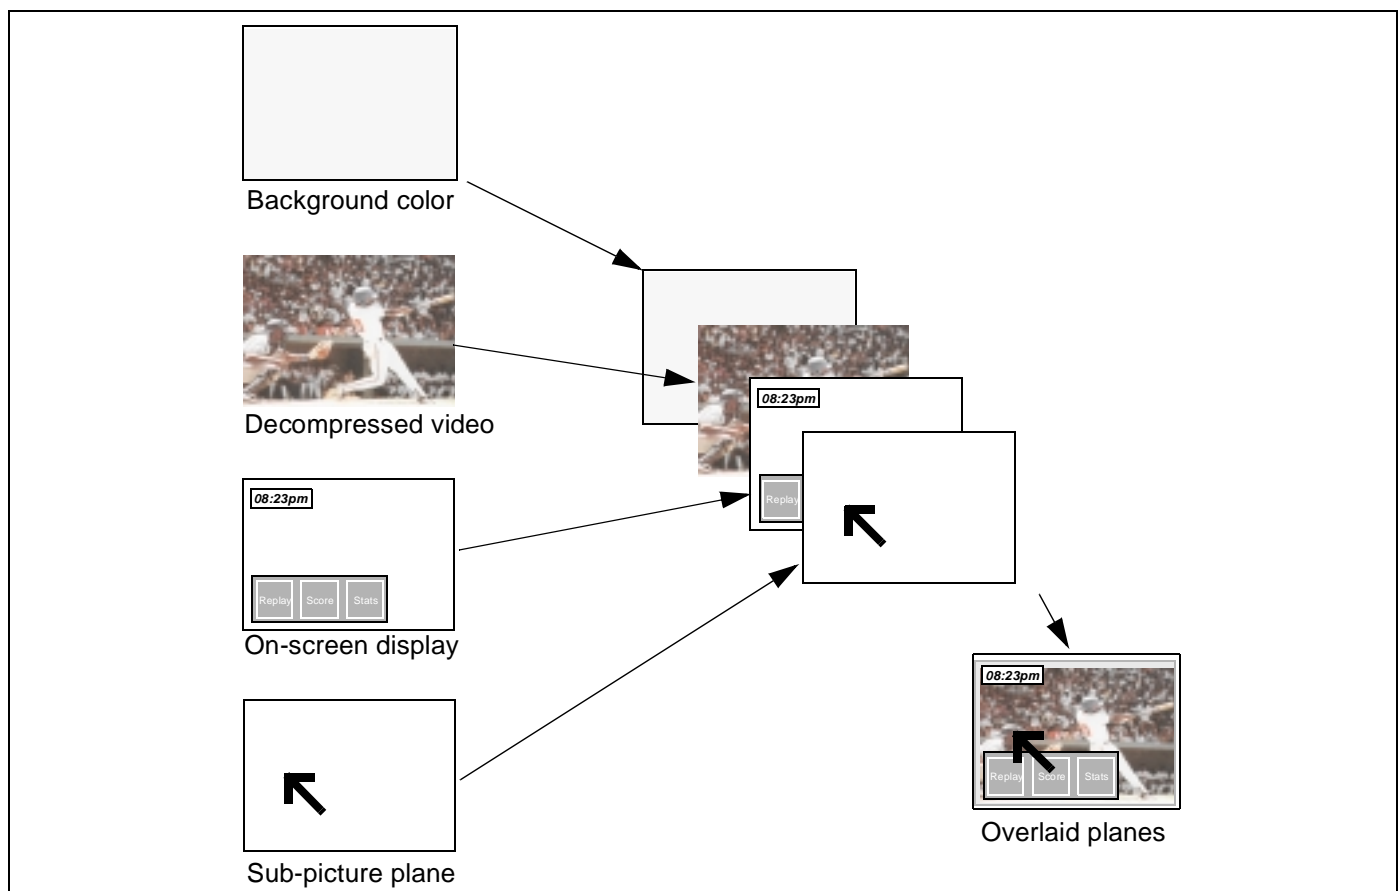 Background color
Decompressed video
08:23pm
Replay Score Stats
On-screen display
Sub-picture plane
08:23pm
Replay
08:23pm
Replay Score Stats
Overlaid planes